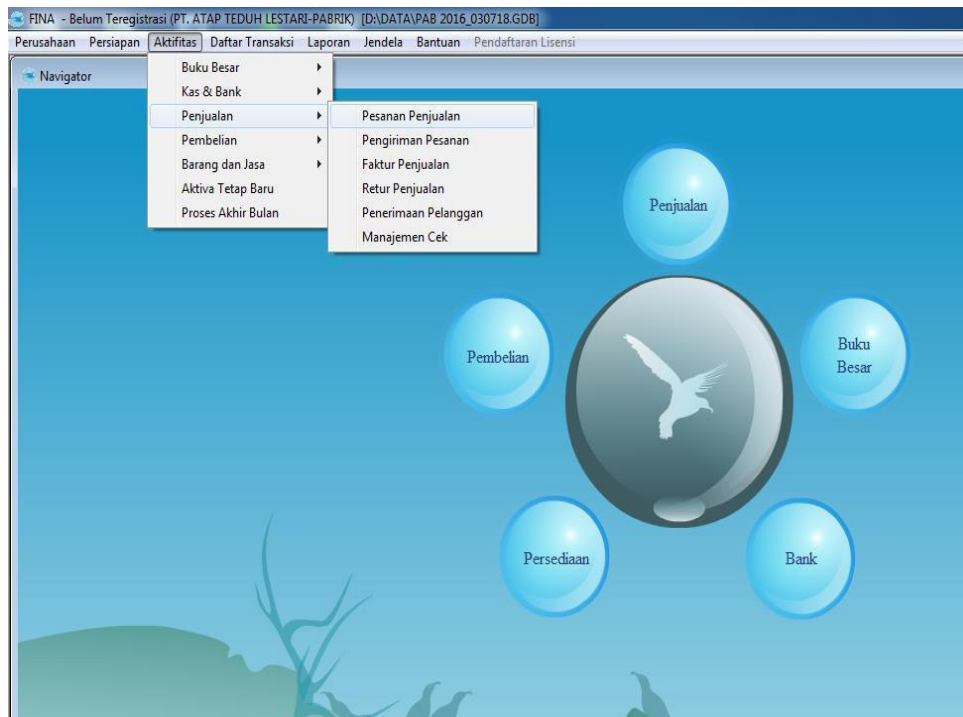 FINA - Belum Teregistrasi (PT. ATAP TEDUH LESTARI-PABRIK) [D:\DATA\PAB 2016_030718.GDB]
Perusahaan Persiapan Aktifitas Daftar Transaksi Laporan Jendela Bantuan Pendaftaran Lisensi
Navigator
Buku Besar
Kas & Bank
Penjualan
Pembelian
Barang dan Jasa
Aktiva Tetap Baru
Proses Akhir Bulan
Pesanan Penjualan
Pengiriman Pesanan
Faktur Penjualan
Retur Penjualan
Penerimaan Pelanggan
Manajemen Cek
Penjualan
Pembelian
Buku
Besar
Persediaan
Bank